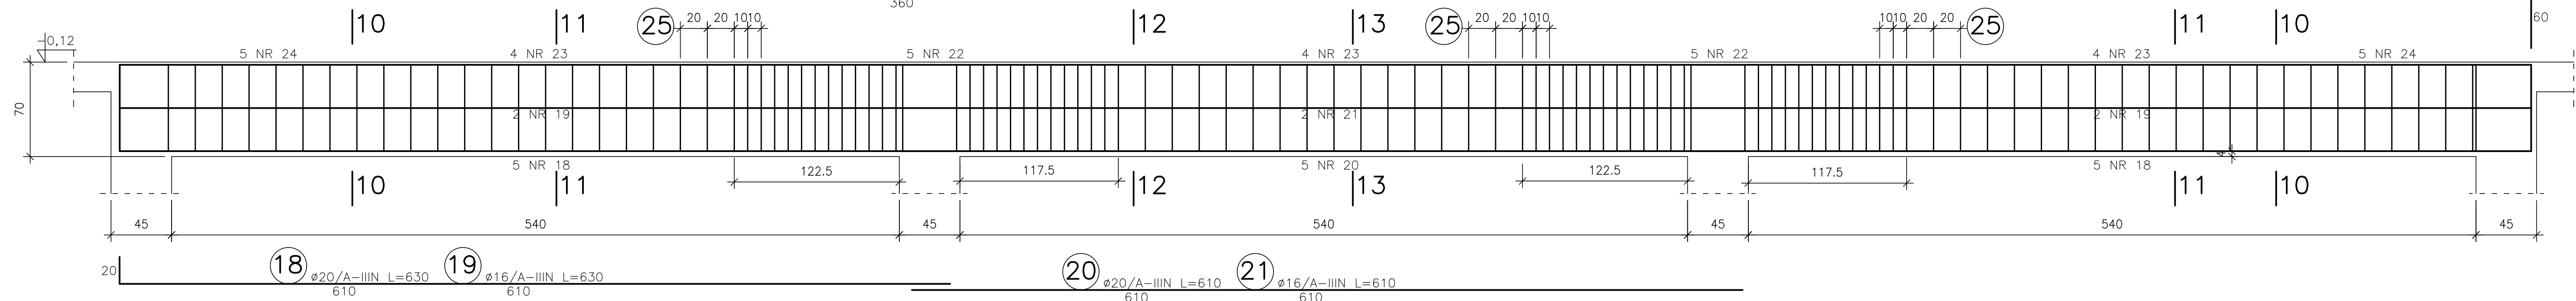 360
10 11 25 20 20 10 10 12 13 25 20 20 10 10 10 10 20 20 25 11 10 60
-0,12
5 NR 24 4 NR 23 5 NR 22 4 NR 23 5 NR 22 4 NR 23 5 NR 24
70
2 NR 19 2 NR 21 2 NR 19
4
5 NR 18 5 NR 20 5 NR 18
122.5 117.5 122.5 117.5
10 11 12 13 11 10
45 540 45 540 45 540 45
20 18 ø20/A-IIIN L=630 19 ø16/A-IIIN L=630 20 ø20/A-IIIN L=610 21 ø16/A-IIIN L=610
610 610 610 610